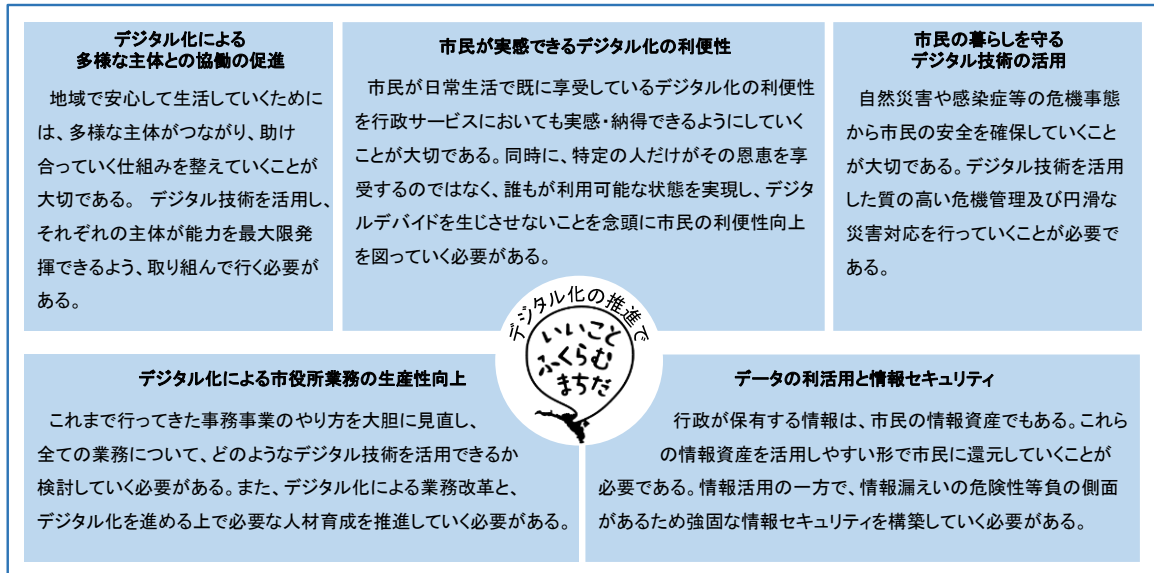 デジタル化による
多様な主体との協働の促進
地域で安心して生活していくために
は、多様な主体がつながり、助け
合っていく仕組みを整えていくことが
大切である。 デジタル技術を活用し、
それぞれの主体が能力を最大限発
揮できるよう、取り組んで行く必要が
ある。
市民が実感できるデジタル化の利便性
市民が日常生活で既に享受しているデジタル化の利便性
を行政サービスにおいても実感・納得できるようにしていく
ことが大切である。同時に、特定の人だけがその恩恵を享
受するのではなく、誰もが利用可能な状態を実現し、デジタ
ルデバイドを生じさせないことを念頭に市民の利便性向上
を図っていく必要がある。
市民の暮らしを守る
デジタル技術の活用
自然災害や感染症等の危機事態
から市民の安全を確保していくこと
が大切である。デジタル技術を活用
した質の高い危機管理及び円滑な
災害対応を行っていくことが必要で
ある。
デジタル化の推進で
いいこと
ふくらむ
まちだ
デジタル化による市役所業務の生産性向上
これまで行ってきた事務事業のやり方を大胆に見直し、
全ての業務について、どのようなデジタル技術を活用できるか
検討していく必要がある。また、デジタル化による業務改革と、
デジタル化を進める上で必要な人材育成を推進していく必要がある。
データの利活用と情報セキュリティ
行政が保有する情報は、市民の情報資産でもある。これら
の情報資産を活用しやすい形で市民に還元していくことが
必要である。情報活用の一方で、情報漏えいの危険性等負の側面
があるため強固な情報セキュリティを構築していく必要がある。